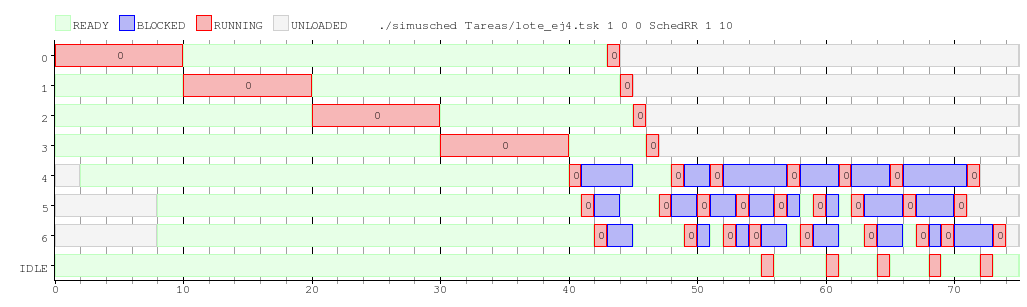 READY BLOCKED RUNNING UNLOADED ./simusched Tareas/lote_ej4.tsk 1 0 0 SchedRR 1 10
0 0 0
1 0 0
2 0 0
3 0 0
4 0 0 0 0 0 0 0
5 0 0 0 0 0 0 0 0 0
6 0 0 0 0 0 0 0 0 0
IDLE
0 10 20 30 40 50 60 70